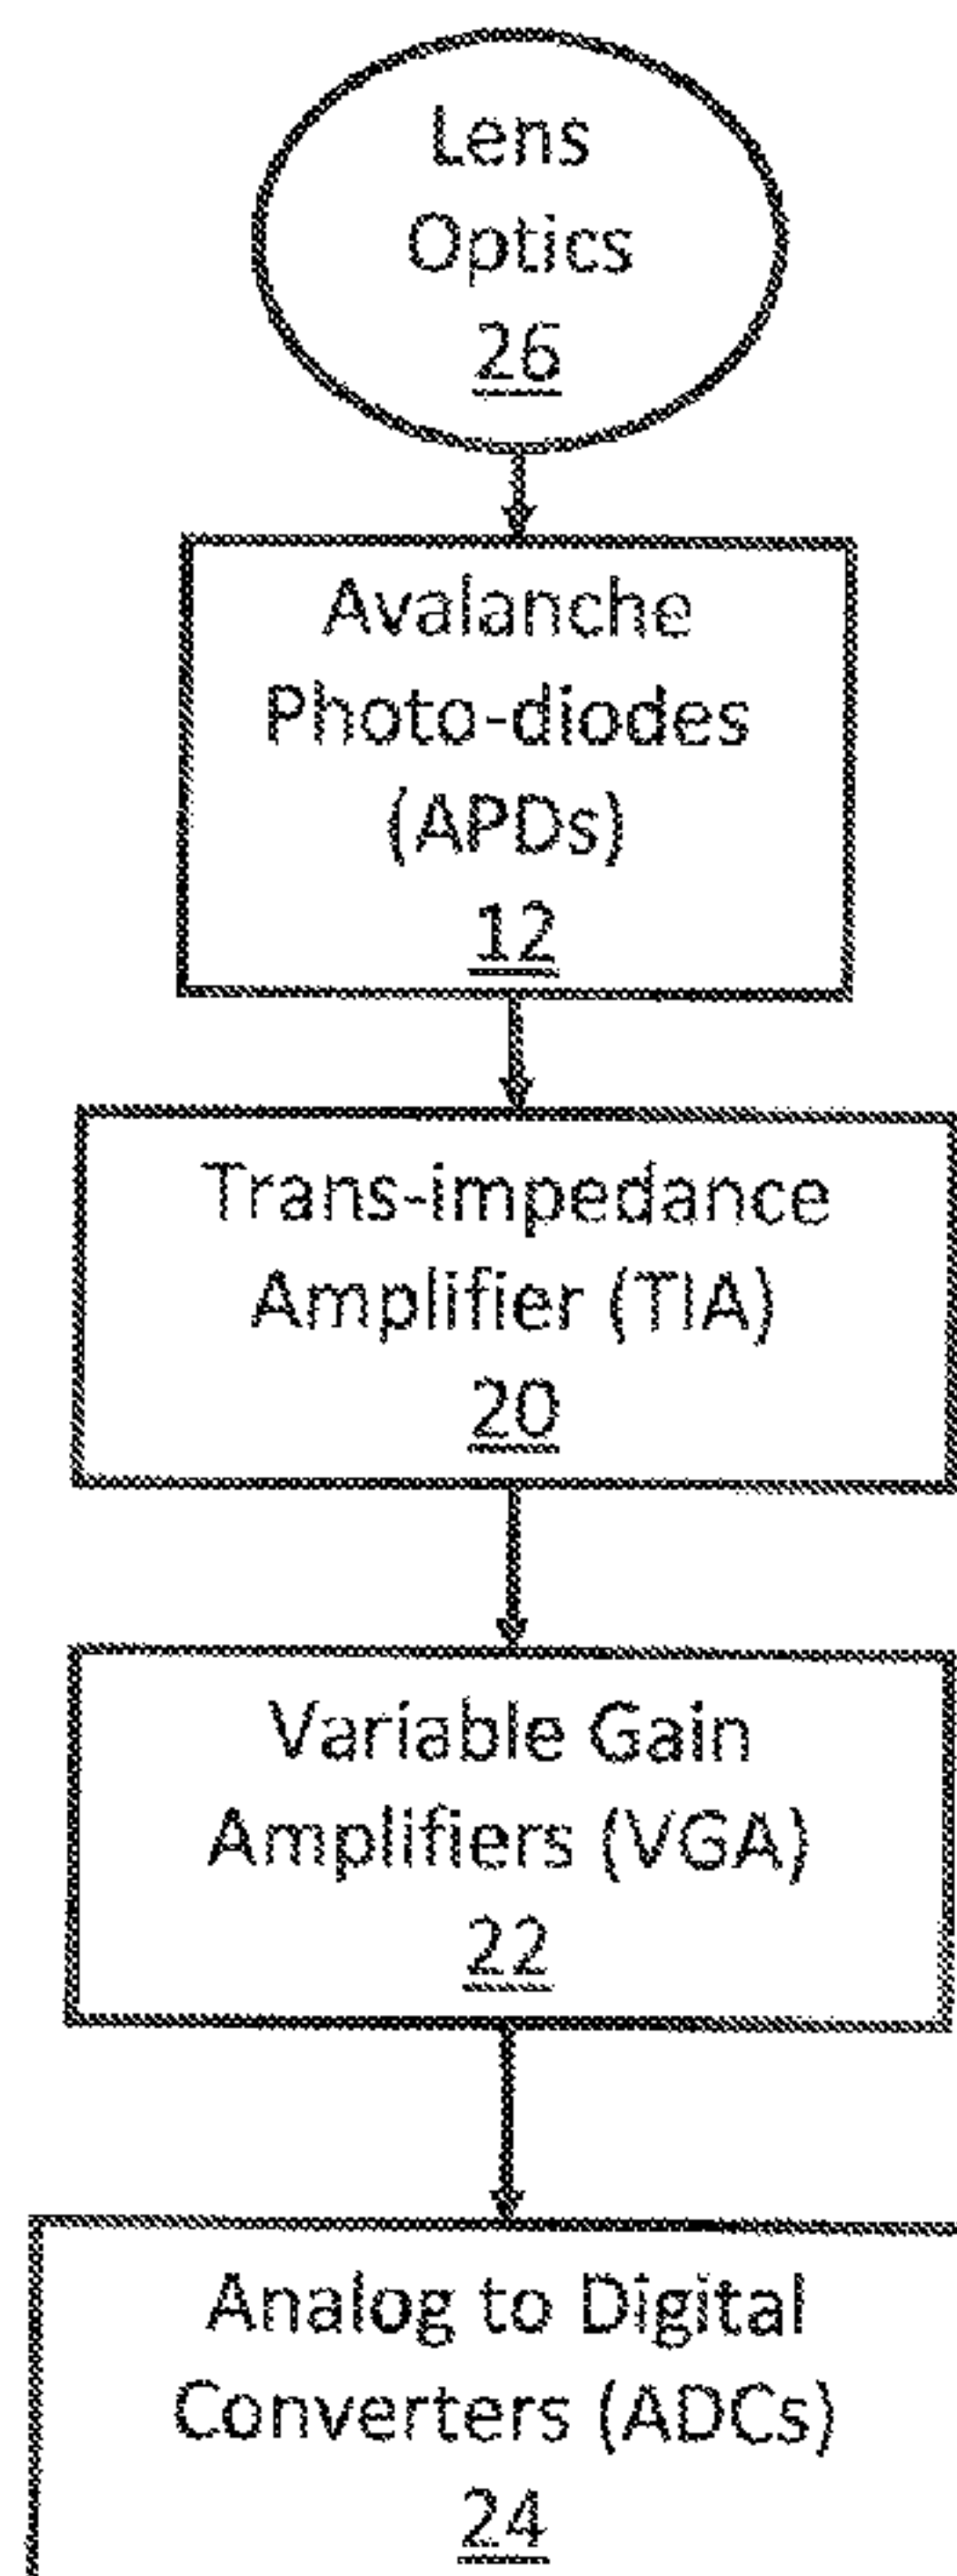 Lens
Optics
26
Avalanche
Photo-diodes
(APDs)
12
Trans-impedance
Amplifier (TIA)
20
Variable Gain
Amplifiers (VGA)
22
Analog to Digital
Converters (ADCs)
24